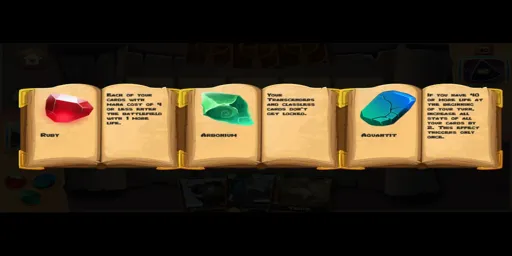 Each of your
cards with
mana cost of 4
or less enter
the battlefield
with 1 more
life.
Ruby
Your
Transcendors
and classless
cards don't
get locked.
Arbonium
If you have 40
or more life at
the beginning
of your turn,
increase all
stats of all
your cards by
2. This effect
triggers only
once.
Aquantit